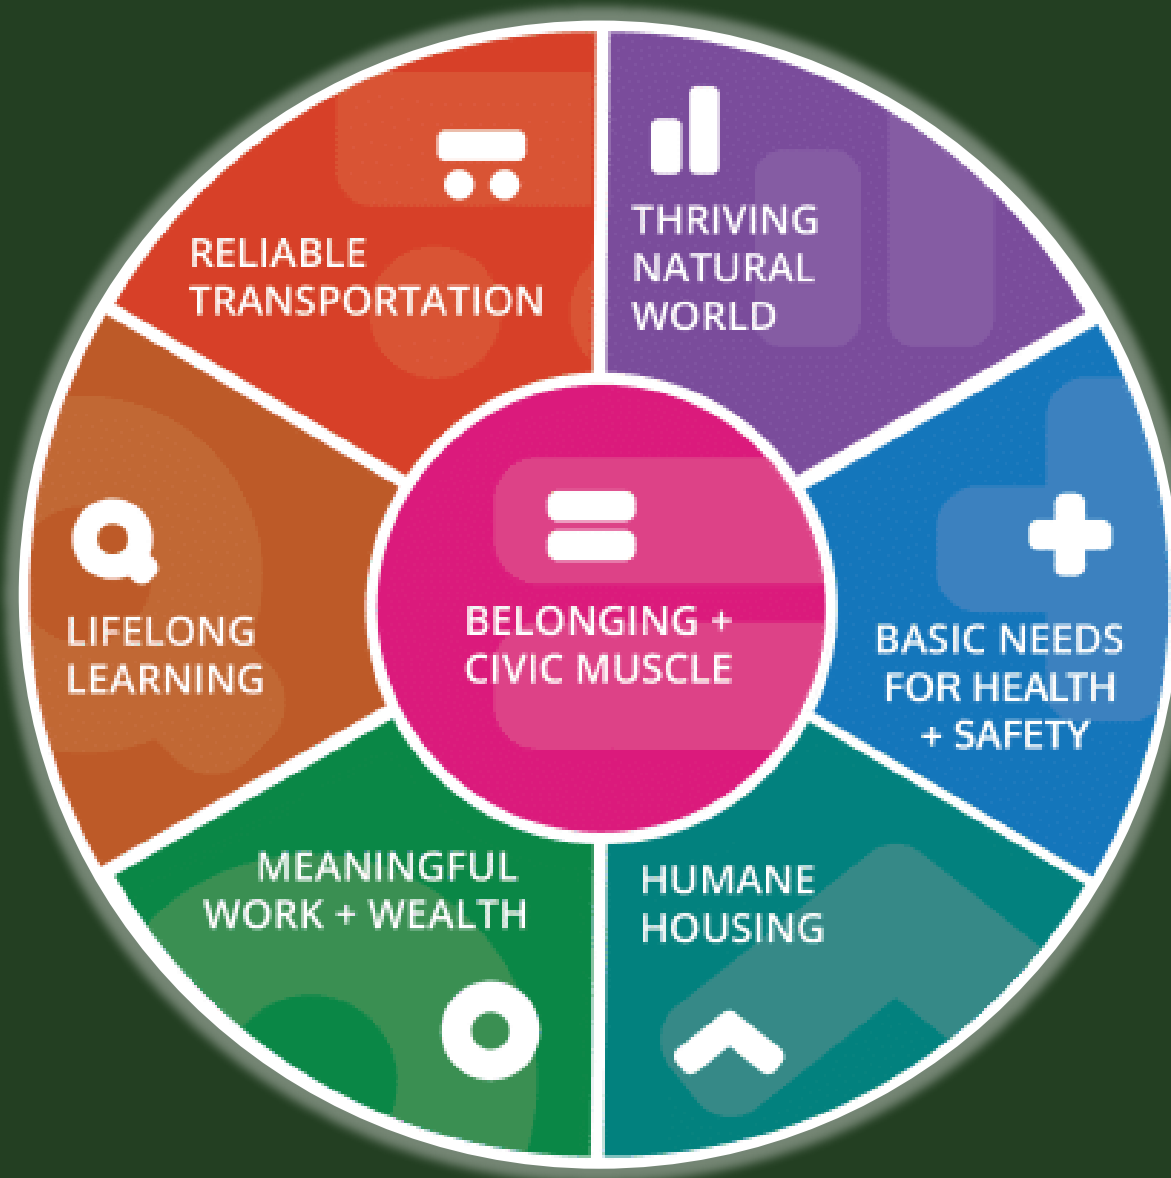 RELIABLE
TRANSPORTATION
THRIVING
NATURAL
WORLD
LIFELONG
LEARNING
BELONGING +
CIVIC MUSCLE
BASIC NEEDS
FOR HEALTH
+ SAFETY
MEANINGFUL
WORK + WEALTH
HUMANE
HOUSING